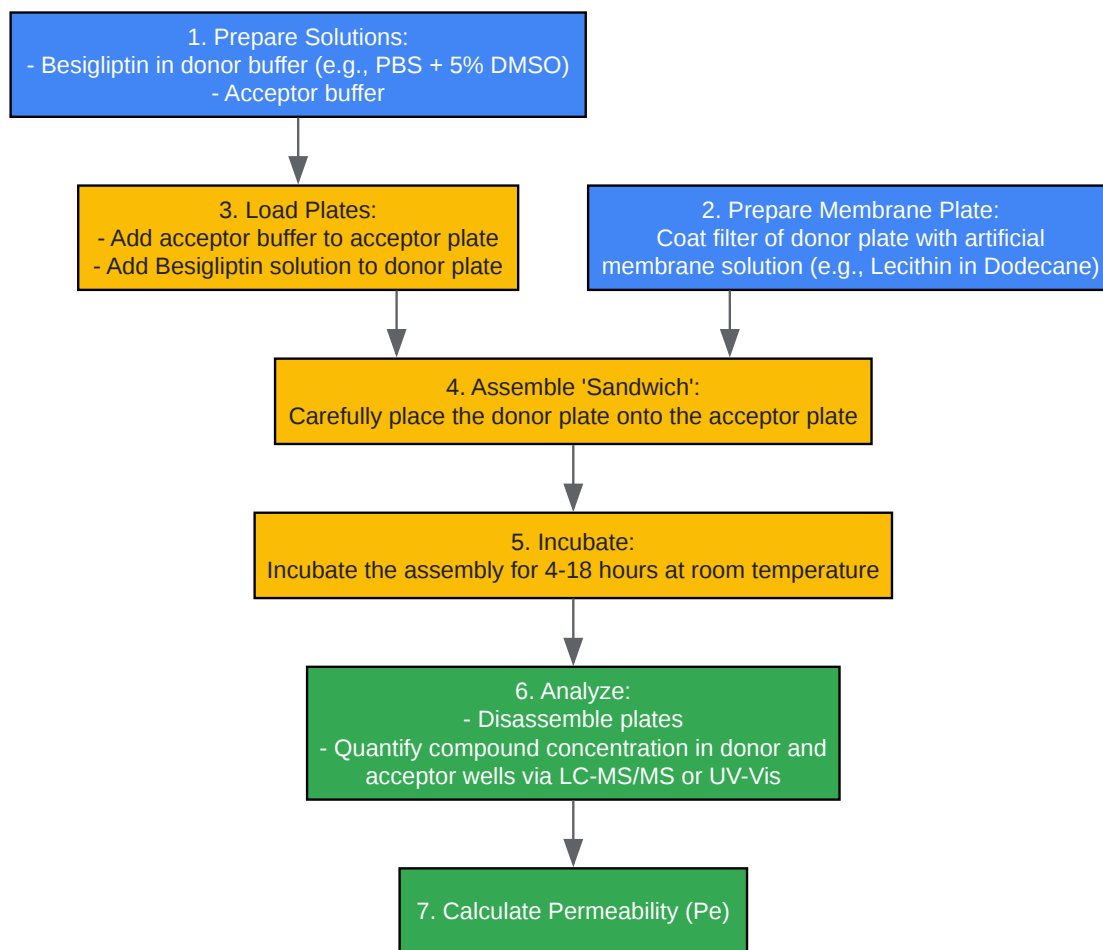 1. Prepare Solutions:
- Besigliptin in donor buffer (e.g., PBS + 5% DMSO)
- Acceptor buffer
3. Load Plates:
- Add acceptor buffer to acceptor plate
- Add Besigliptin solution to donor plate
2. Prepare Membrane Plate:
Coat filter of donor plate with artificial
membrane solution (e.g., Lecithin in Dodecane)
4. Assemble 'Sandwich':
Carefully place the donor plate onto the acceptor plate
5. Incubate:
Incubate the assembly for 4-18 hours at room temperature
6. Analyze:
- Disassemble plates
- Quantify compound concentration in donor and
acceptor wells via LC-MS/MS or UV-Vis
7. Calculate Permeability (Pe)